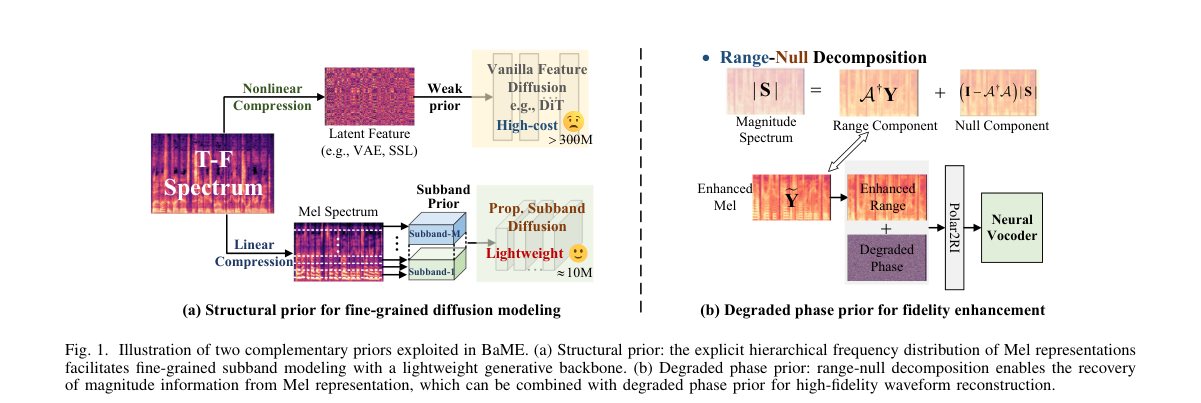 Nonlinear
Compression
T-F
Spectrum
Linear
Compression
Latent Feature
(e.g., VAE, SSL)
Weak
prior
Vanilla Feature
Diffusion
e.g., DiT
High-cost
> 300M
Mel Spectrum
Subband
Prior
Subband-M
Subband-1
Prop. Subband
Diffusion
Lightweight
≈10M
(a) Structural prior for fine-grained diffusion modeling
• Range-Null Decomposition
|S| = 𝒜†Y + (I − 𝒜†𝒜)|S|
Magnitude
Spectrum
Range Component
Null Component
Enhanced
Mel
Ỹ
Enhanced
Range
+
Degraded
Phase
Polar2RI
Neural
Vocoder
(b) Degraded phase prior for fidelity enhancement
Fig. 1. Illustration of two complementary priors exploited in BaME. (a) Structural prior: the explicit hierarchical frequency distribution of Mel representations
facilitates fine-grained subband modeling with a lightweight generative backbone. (b) Degraded phase prior: range-null decomposition enables the recovery
of magnitude information from Mel representation, which can be combined with degraded phase prior for high-fidelity waveform reconstruction.